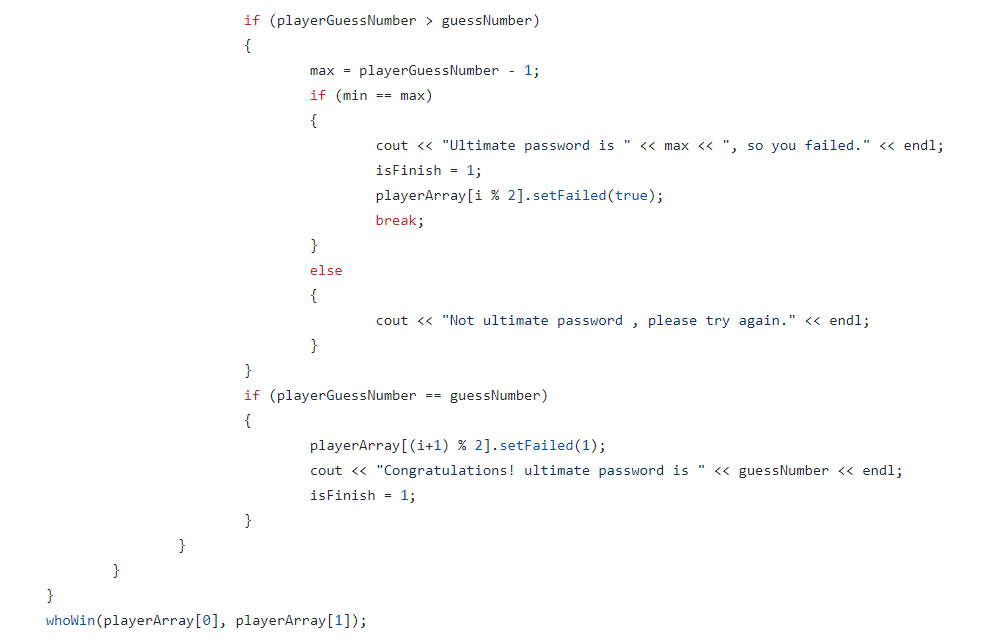 if (playerGuessNumber > guessNumber)
{
max = playerGuessNumber - 1;
if (min == max)
{
cout << "Ultimate password is " << max << ", so you failed." << endl;
isFinish = 1;
playerArray[i % 2].setFailed(true);
break;
}
else
{
cout << "Not ultimate password , please try again." << endl;
}
}
if (playerGuessNumber == guessNumber)
{
playerArray[(i+1) % 2].setFailed(1);
cout << "Congratulations! ultimate password is " << guessNumber << endl;
isFinish = 1;
}
}
}
}
whoWin(playerArray[0], playerArray[1]);